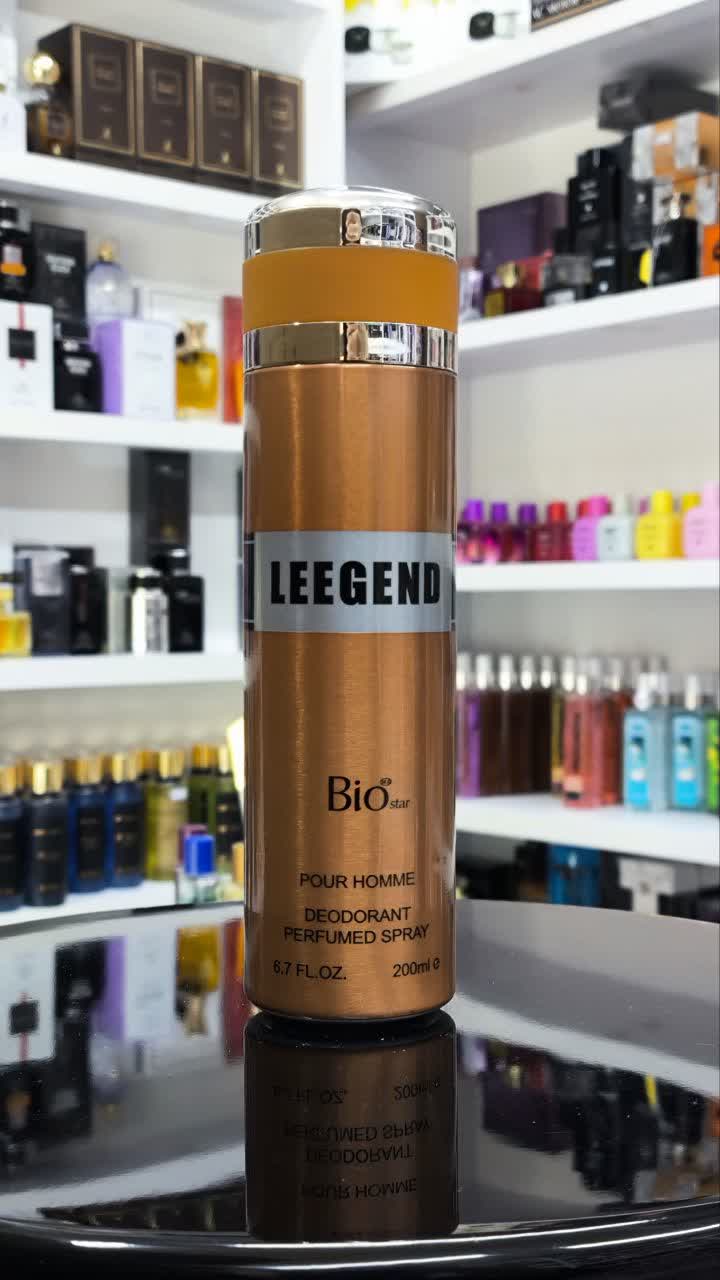 LEEGEND
Bio star
POUR HOMME
DEODORANT
PERFUMED SPRAY
6.7 FL.OZ. 200ml e